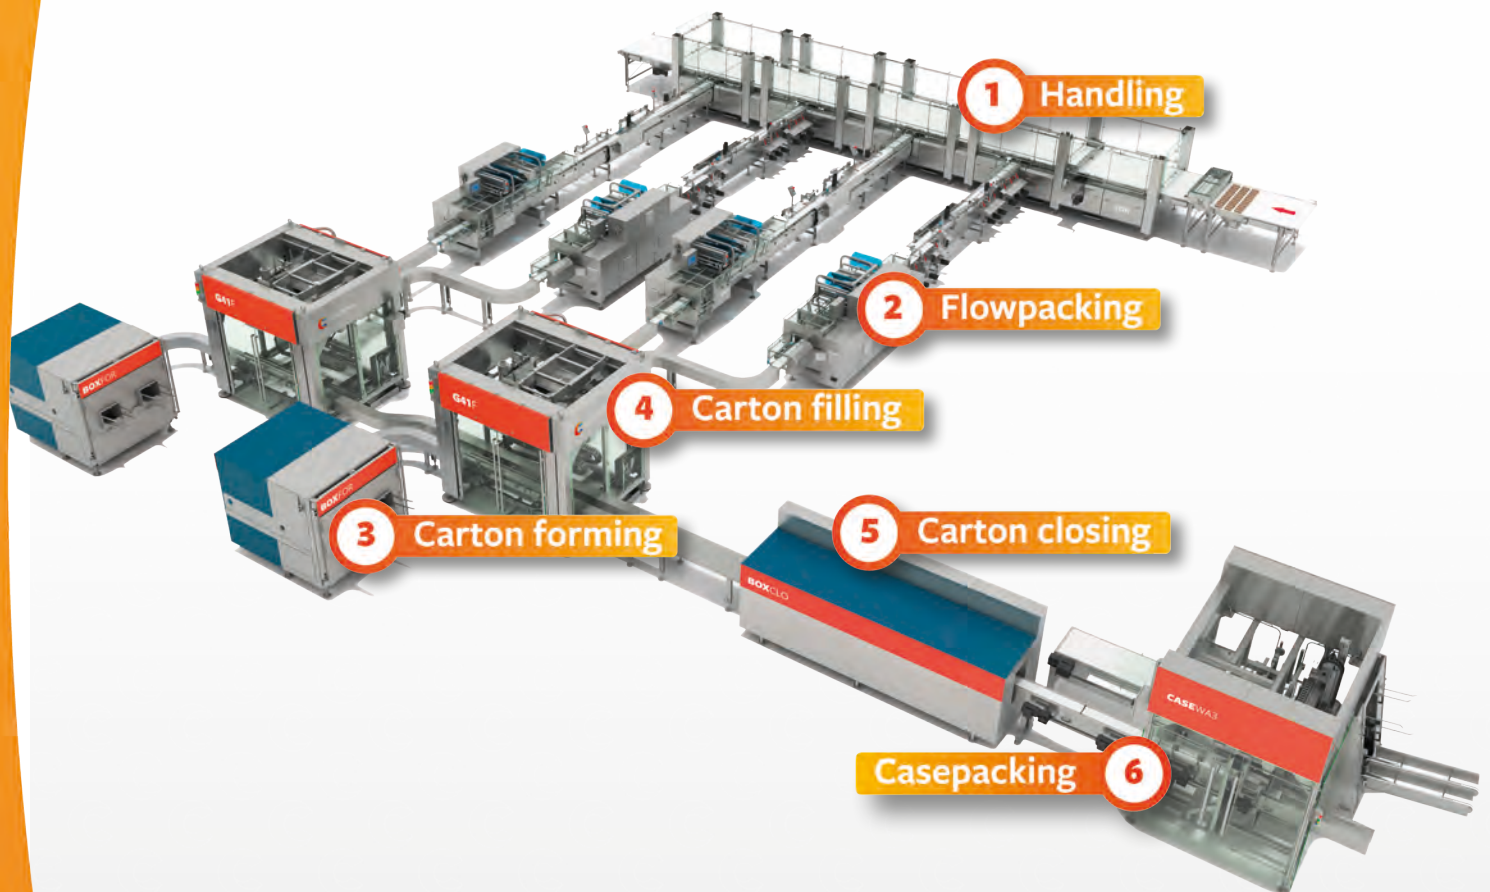 1 Handling
2 Flowpacking
G41F
BOXFOR
G41F
4 Carton filling
BOXFOR
3 Carton forming
5 Carton closing
BOXCLO
CASEWA3
Casepacking 6